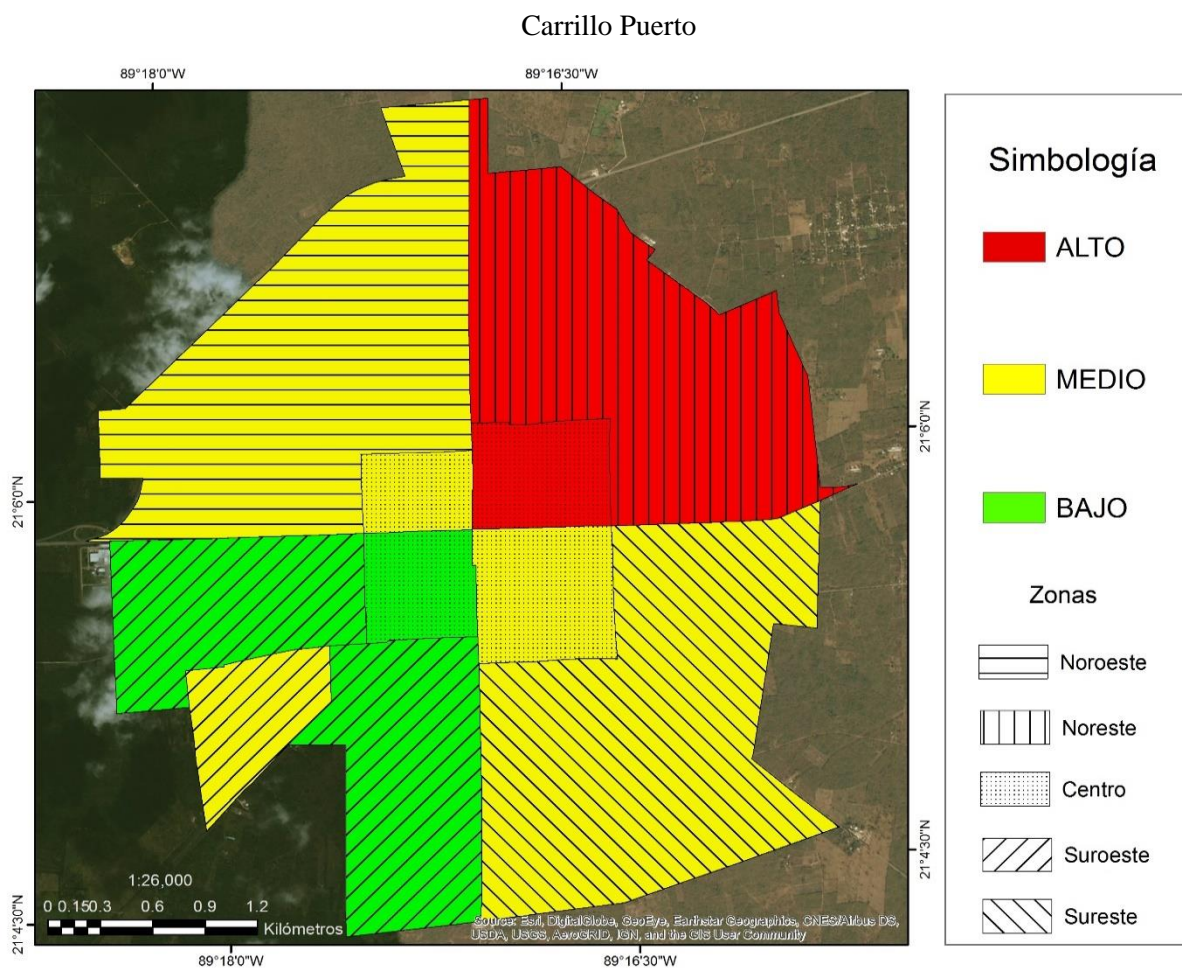 Carrillo Puerto
89°18'0"W
89°16'30"W
21°6'0"N
21°4'30"N
21°6'0"N
21°4'30"N
89°18'0"W
89°16'30"W
1:26,000
0 0.15 0.3 0.6 0.9 1.2
Kilómetros
Source: Esri, DigitalGlobe, GeoEye, Earthstar Geographics, CNES/Airbus DS,
USDA, USGS, AeroGRID, IGN, and the GIS User Community
Simbología
ALTO
MEDIO
BAJO
Zonas
Noroeste
Noreste
Centro
Suroeste
Sureste